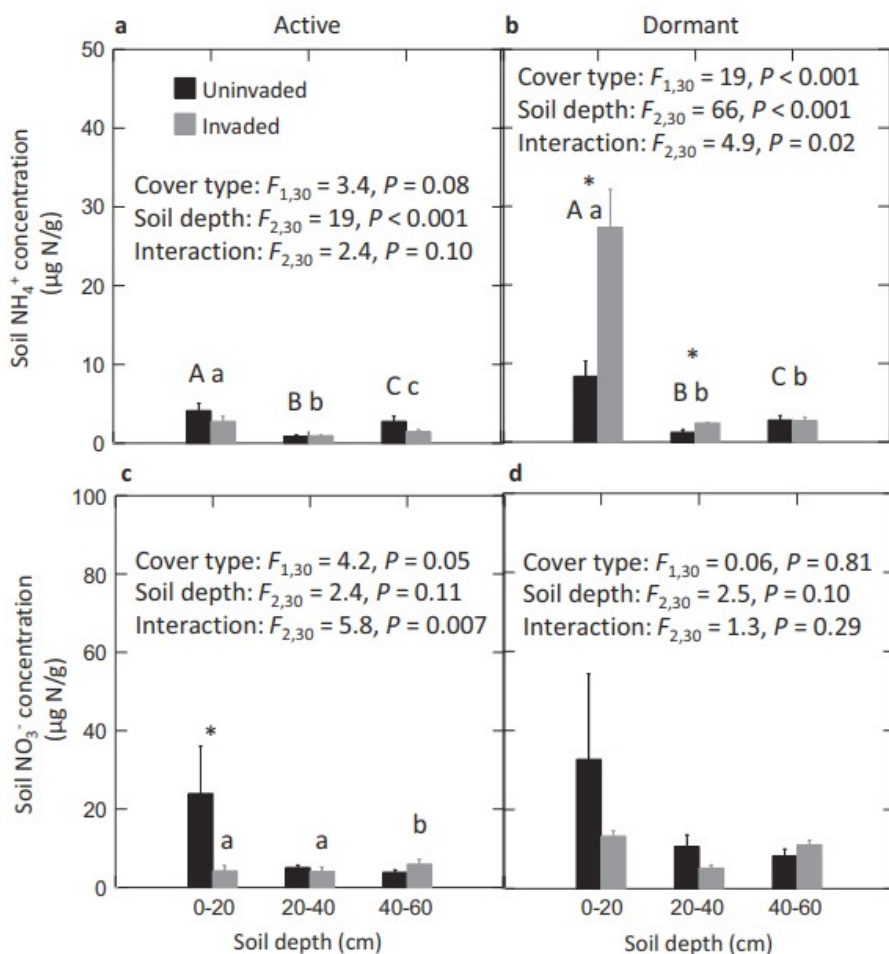 a Active
50
40
30
20
10
0
Soil NH₄⁺ concentration
(µg N/g)
Uninvaded
Invaded
Cover type: F₁,₃₀ = 3.4, P = 0.08
Soil depth: F₂,₃₀ = 19, P < 0.001
Interaction: F₂,₃₀ = 2.4, P = 0.10
A a
B b
C c
b Dormant
Cover type: F₁,₃₀ = 19, P < 0.001
Soil depth: F₂,₃₀ = 66, P < 0.001
Interaction: F₂,₃₀ = 4.9, P = 0.02
*
A a
*
B b
C b
c
100
80
60
40
20
0
Soil NO₃⁻ concentration
(µg N/g)
Cover type: F₁,₃₀ = 4.2, P = 0.05
Soil depth: F₂,₃₀ = 2.4, P = 0.11
Interaction: F₂,₃₀ = 5.8, P = 0.007
*
a
a
b
0-20 20-40 40-60
Soil depth (cm)
d
Cover type: F₁,₃₀ = 0.06, P = 0.81
Soil depth: F₂,₃₀ = 2.5, P = 0.10
Interaction: F₂,₃₀ = 1.3, P = 0.29
0-20 20-40 40-60
Soil depth (cm)